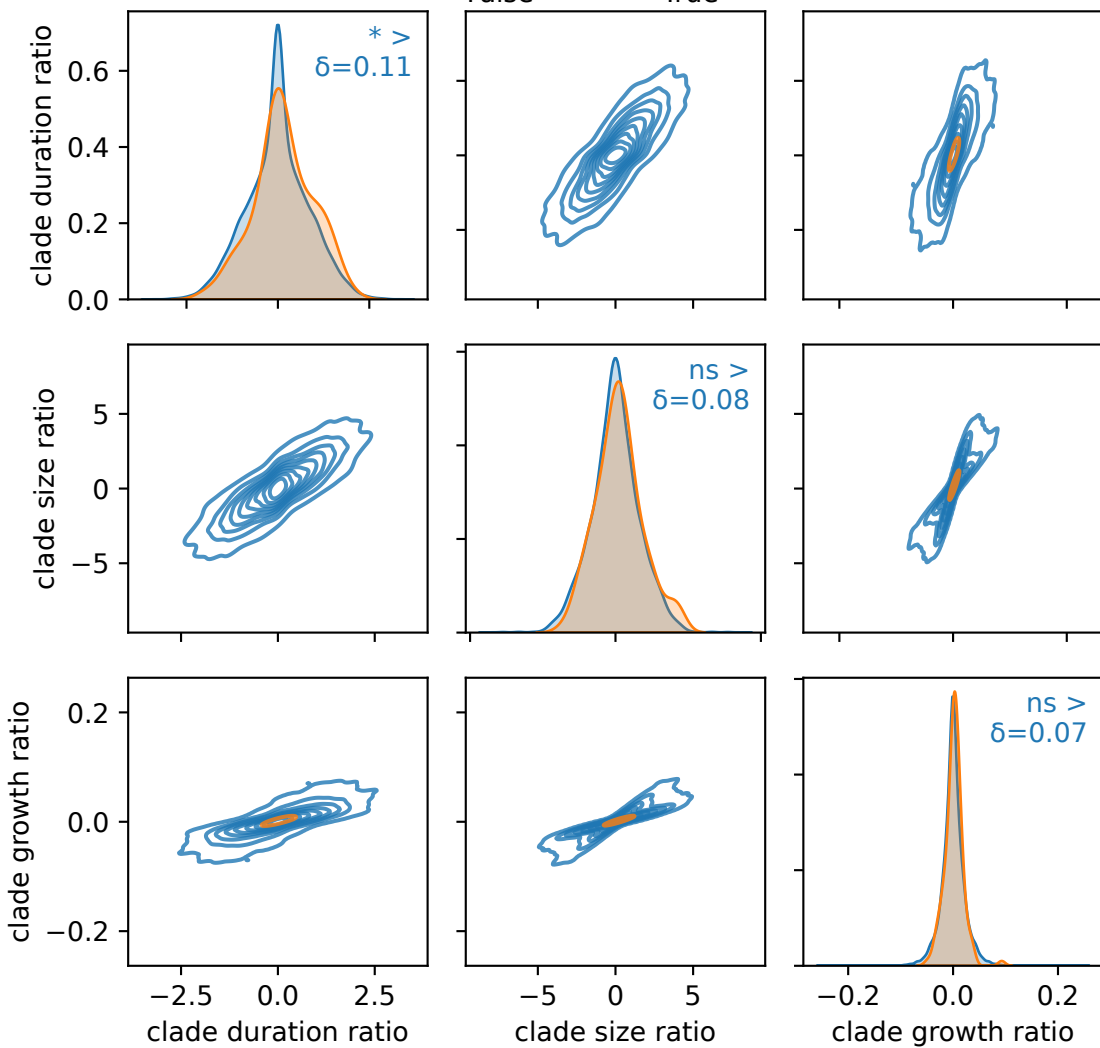 False True
clade duration ratio
0.6
0.4
0.2
0.0
* >
δ=0.11
clade size ratio
5
0
−5
ns >
δ=0.08
clade growth ratio
0.2
0.0
−0.2
ns >
δ=0.07
−2.5 0.0 2.5
−5 0 5
−0.2 0.0 0.2
clade duration ratio
clade size ratio
clade growth ratio